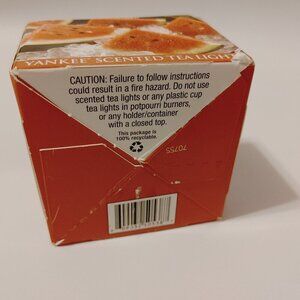 YANKEE SCENTED TEA LIGH
CAUTION: Failure to follow instructions
could result in a fire hazard. Do not use
scented tea lights or any plastic cup
tea lights in potpourri burners,
or any holder/container
with a closed top.
This package is
100% recyclable.